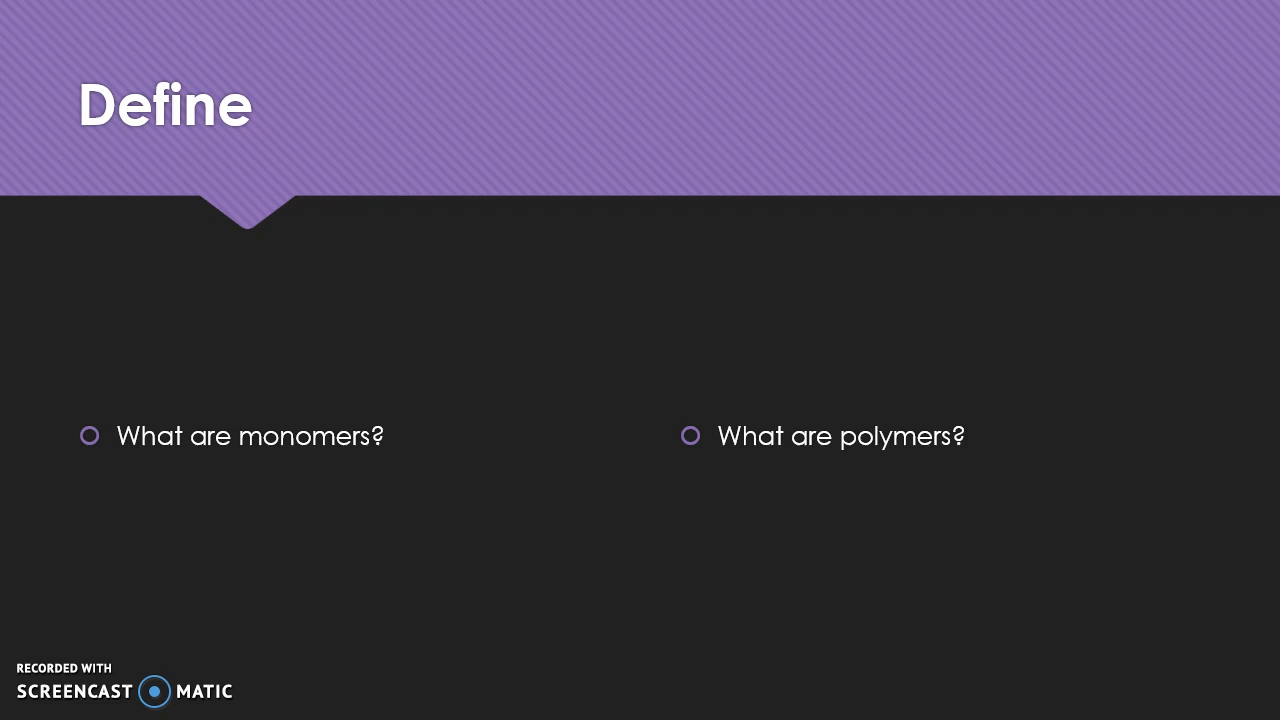 Define
What are monomers?
What are polymers?
RECORDED WITH
SCREENCAST MATIC